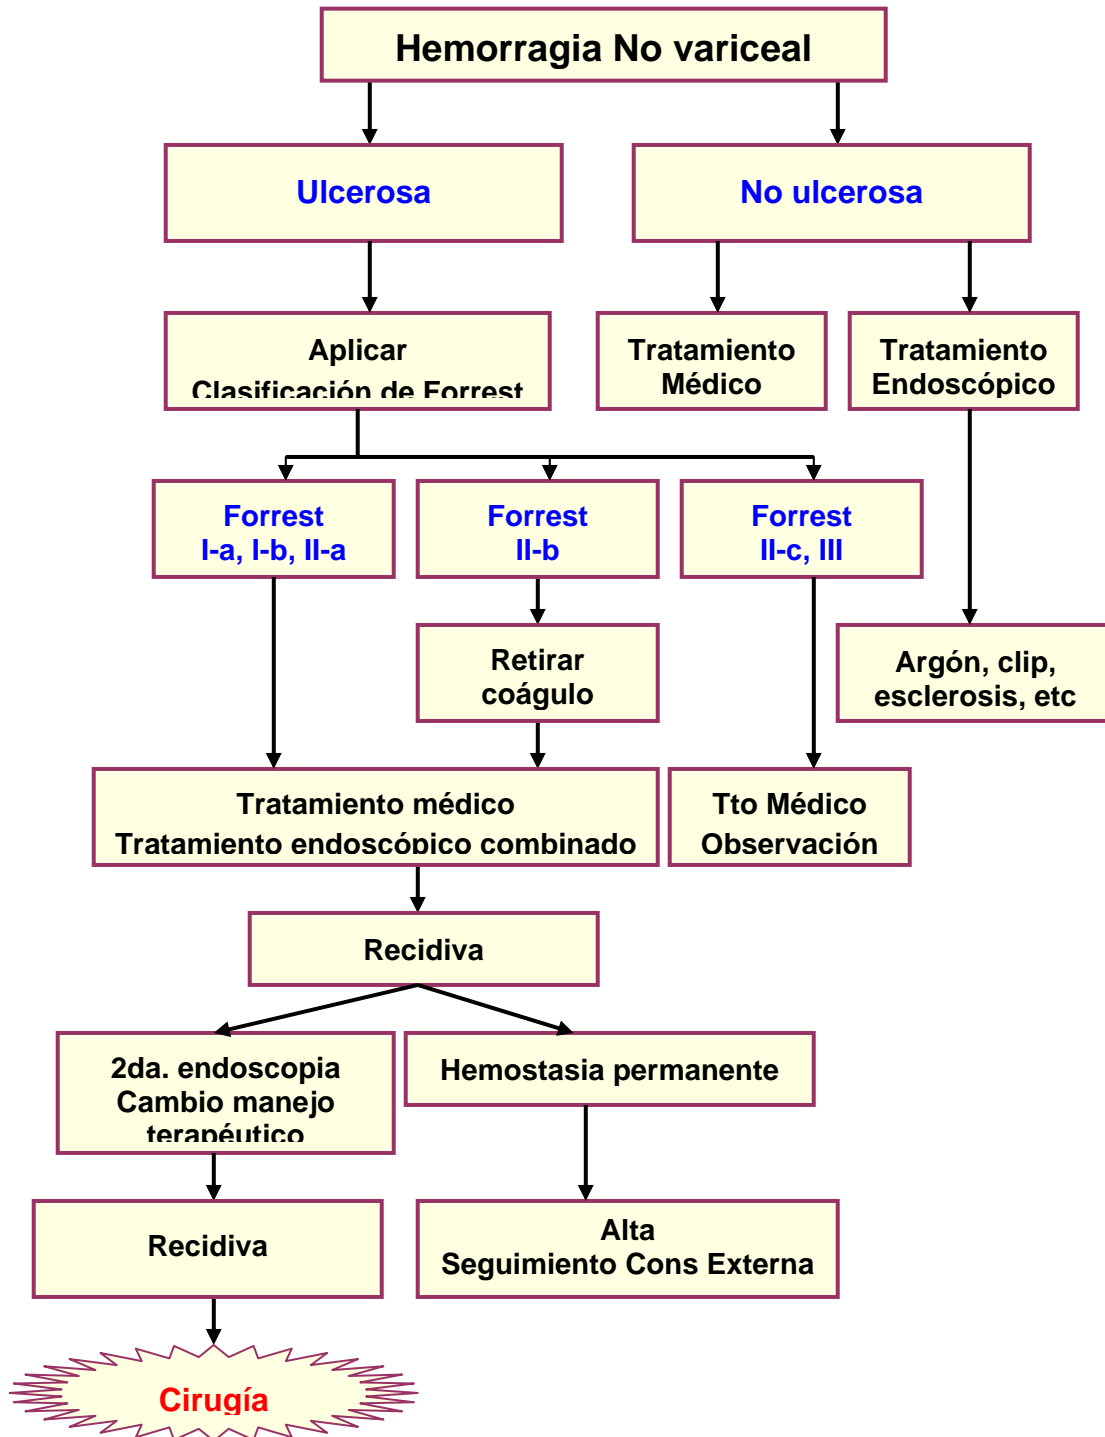 Hemorragia No variceal
Ulcerosa
No ulcerosa
Aplicar
Clasificación de Forrest
Tratamiento
Médico
Tratamiento
Endoscópico
Forrest
I-a, I-b, II-a
Forrest
II-b
Forrest
II-c, III
Retirar
coágulo
Argón, clip,
esclerosis, etc
Tratamiento médico
Tratamiento endoscópico combinado
Tto Médico
Observación
Recidiva
2da. endoscopia
Cambio manejo
terapéutico
Hemostasia permanente
Recidiva
Alta
Seguimiento Cons Externa
Cirugía